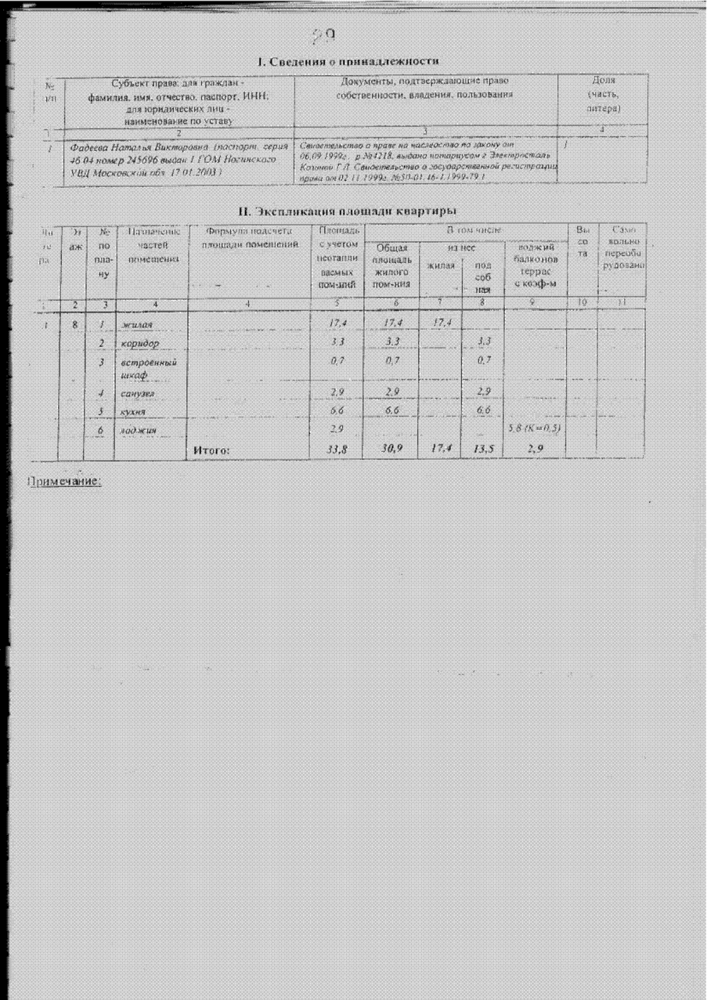 29
I. Сведения о принадлежности
№ п/п
Субъект права: для граждан - фамилия, имя, отчество, паспорт, ИНН; для юридических лиц - наименование по уставу
Документы, подтверждающие право собственности, владения, пользования
Доля (часть, литера)
1 2 3 4
1 Фадеева Наталья Викторовна (паспорт, серия
46 04 номер 245696 выдан 1 ГОМ Ногинского
УВД Московской обл. 17.01.2003 )
Свидетельство о праве на наследство по закону от
06.09.1999г., р.№4218, выдано нотариусом г Электросталь
Свидетельство о государственной регистрации
права от 02.11.1999г. №50-01.16-1.1999-79.1
1
II. Экспликация площади квартиры
Ли те ра
Эт аж
№ по пла- ну
Назначение частей помещения
Формула подсчета площади помещений
Площадь с учетом неотапли ваемых пом-ний
В том числе
Общая площадь жилого пом-ния
из нее
жилая
под соб ная
лоджий балконов террас с коэф-м
Вы со та
Само вольно переобо рудовано
1 2 3 4 4 5 6 7 8 9 10 11
1 8 1 жилая 17,4 17,4 17,4
2 коридор 3,3 3,3 3,3
3 встроенный шкаф 0,7 0,7 0,7
4 санузел 2,9 2,9 2,9
5 кухня 6,6 6,6 6,6
6 лоджия 2,9 5,8 (К=0,5)
Итого: 33,8 30,9 17,4 13,5 2,9
Примечание: